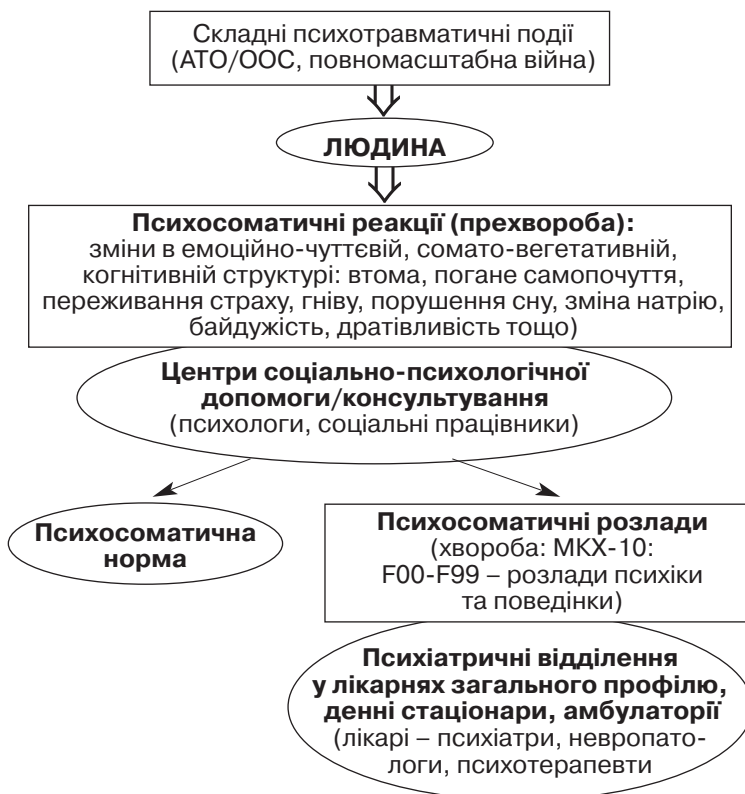 Складні психотравматичні події
(АТО/ООС, повномасштабна війна)
ЛЮДИНА
Психосоматичні реакції (прехвороба):
зміни в емоційно-чуттєвій, сомато-вегетативній,
когнітивній структурі: втома, погане самопочуття,
переживання страху, гніву, порушення сну, зміна натрію,
байдужість, дратівливість тощо)
Центри соціально-психологічної
допомоги/консультування
(психологи, соціальні працівники)
Психосоматична
норма
Психосоматичні розлади
(хвороба: МКХ-10:
F00-F99 – розлади психіки
та поведінки)
Психіатричні відділення
у лікарнях загального профілю,
денні стаціонари, амбулаторії
(лікарі – психіатри, невропато-
логи, психотерапевти